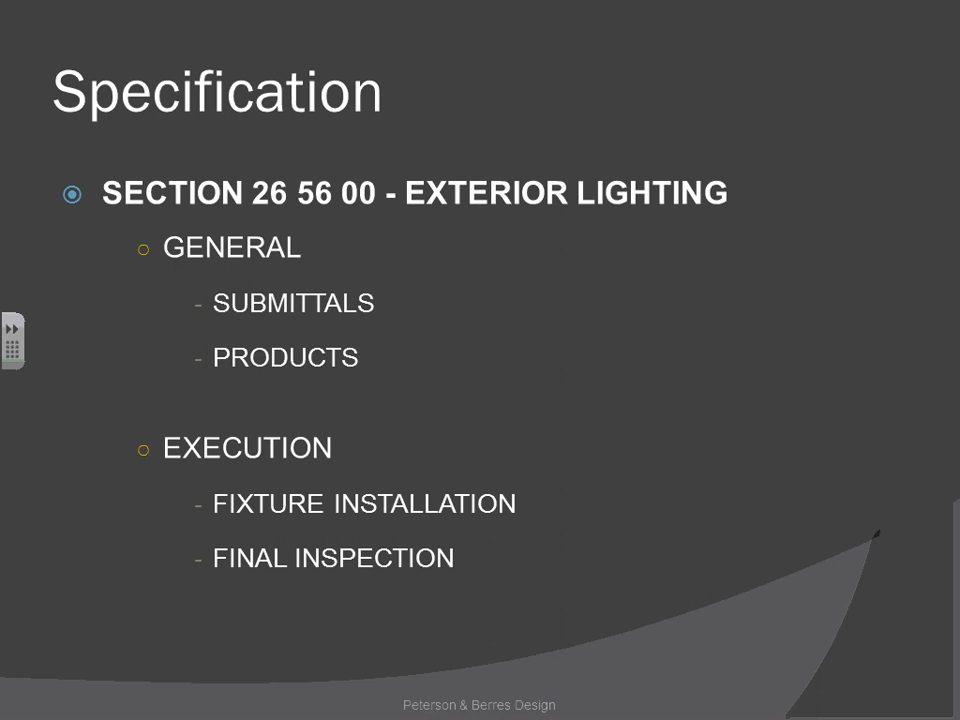 Specification
SECTION 26 56 00 - EXTERIOR LIGHTING
GENERAL
- SUBMITTALS
- PRODUCTS
EXECUTION
- FIXTURE INSTALLATION
- FINAL INSPECTION
Peterson & Berres Design